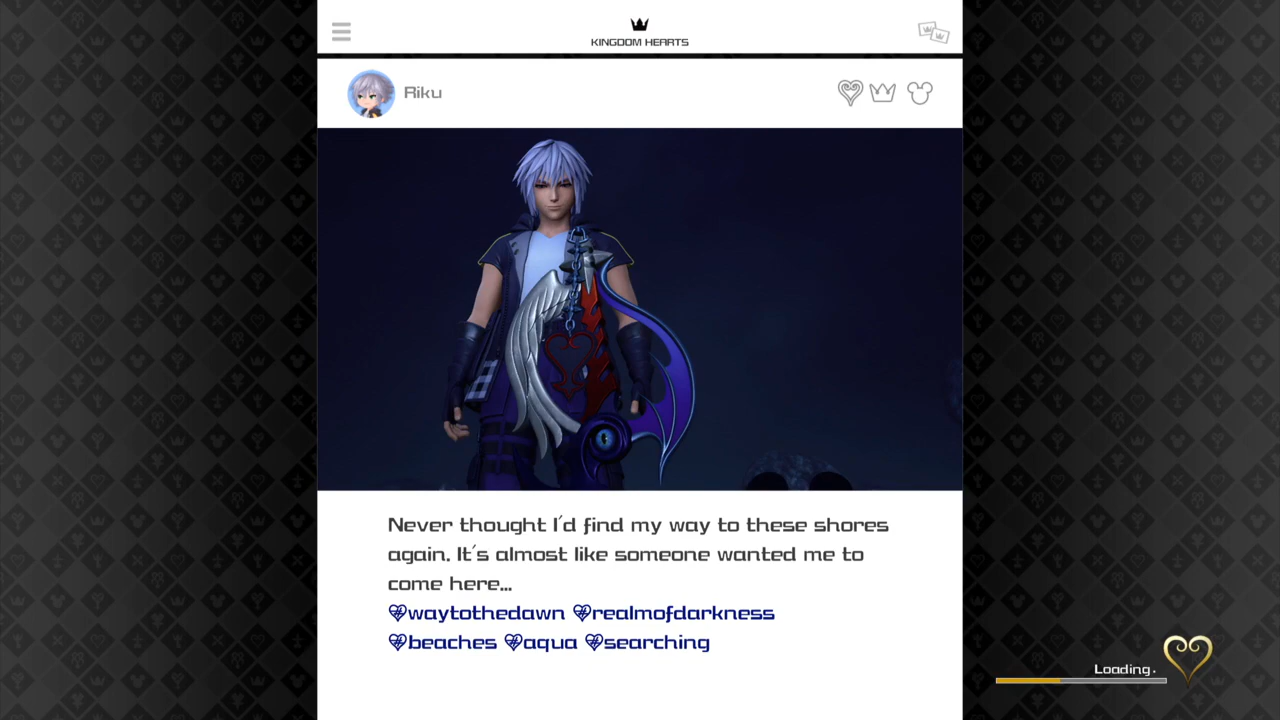 KINGDOM HEARTS
Riku
Never thought I'd find my way to these shores
again. It's almost like someone wanted me to
come here...
#waytothedawn #realmofdarkness
#beaches #aqua #searching
Loading.